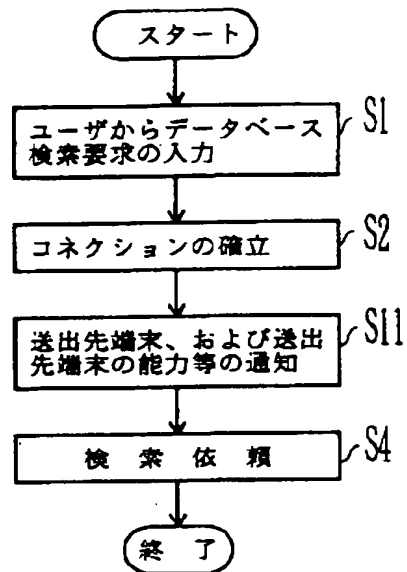 スタート
ユーザからデータベース
検索要求の入力
S1
コネクションの確立
S2
送出先端末、および送出
先端末の能力等の通知
S11
検索依頼
S4
終了